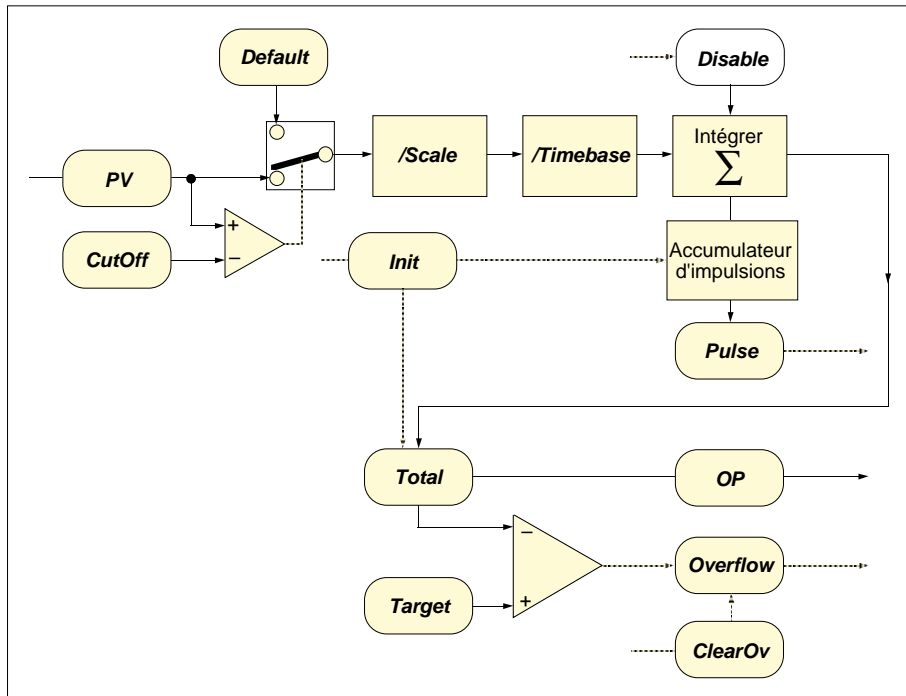 Default
Disable
/Scale
/Timebase
Intégrer
Σ
PV
+
−
CutOff
Init
Accumulateur
d'impulsions
Pulse
Total
OP
−
+
Overflow
Target
ClearOv